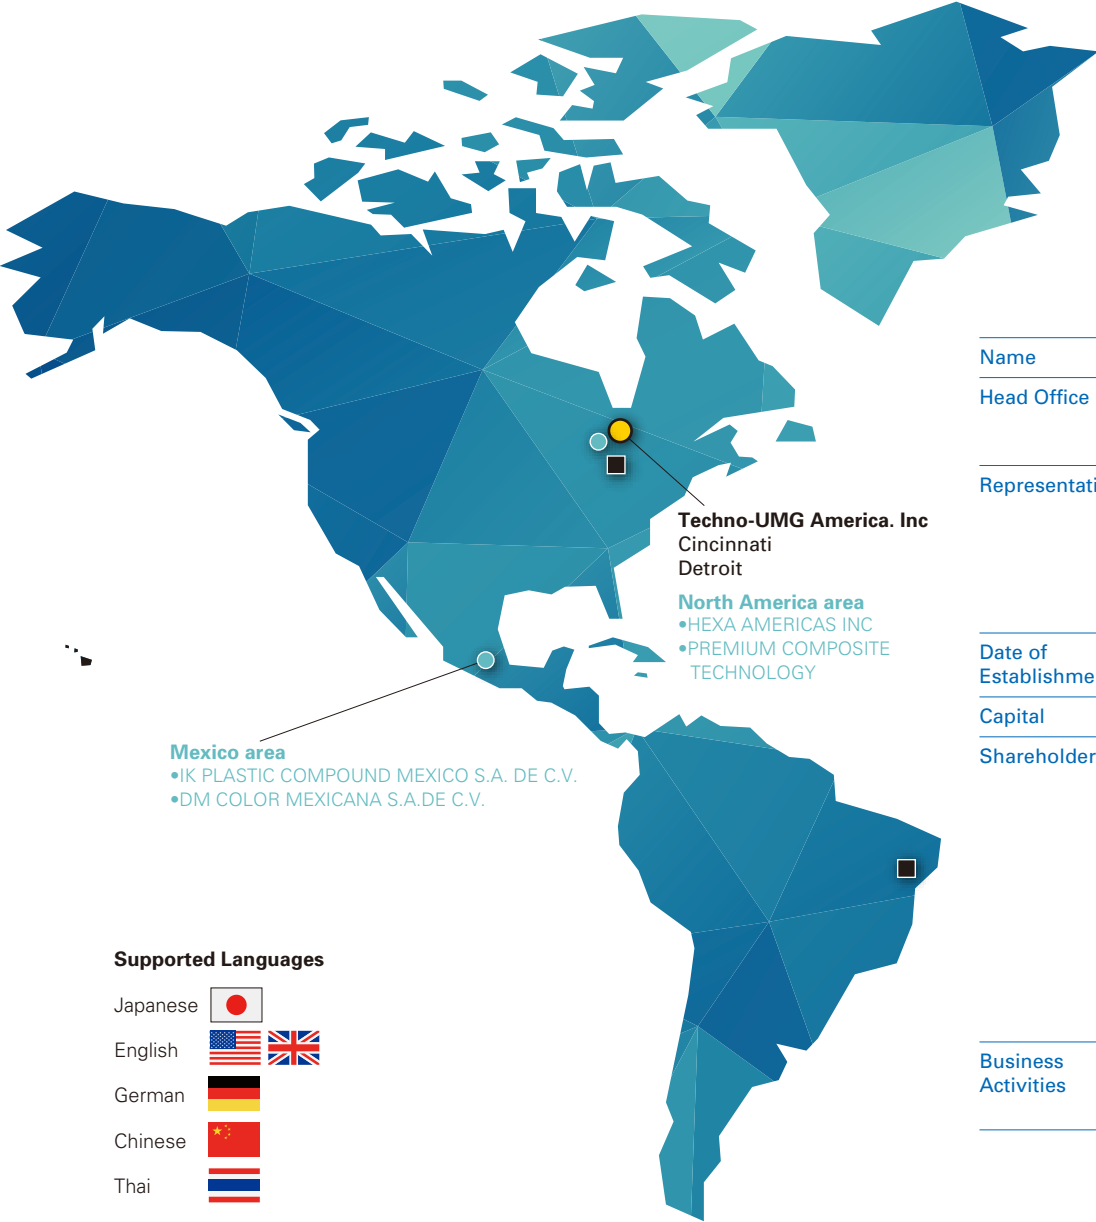 Name
Head Office
Techno-UMG America. Inc
Cincinnati
Detroit
North America area
•HEXA AMERICAS INC
•PREMIUM COMPOSITE
TECHNOLOGY
Date of
Capital
Shareholder
Mexico area
•IK PLASTIC COMPOUND MEXICO S.A. DE C.V.
•DM COLOR MEXICANA S.A.DE C.V.
Supported Languages
Japanese
English
German
Chinese
Thai
Business
Activities